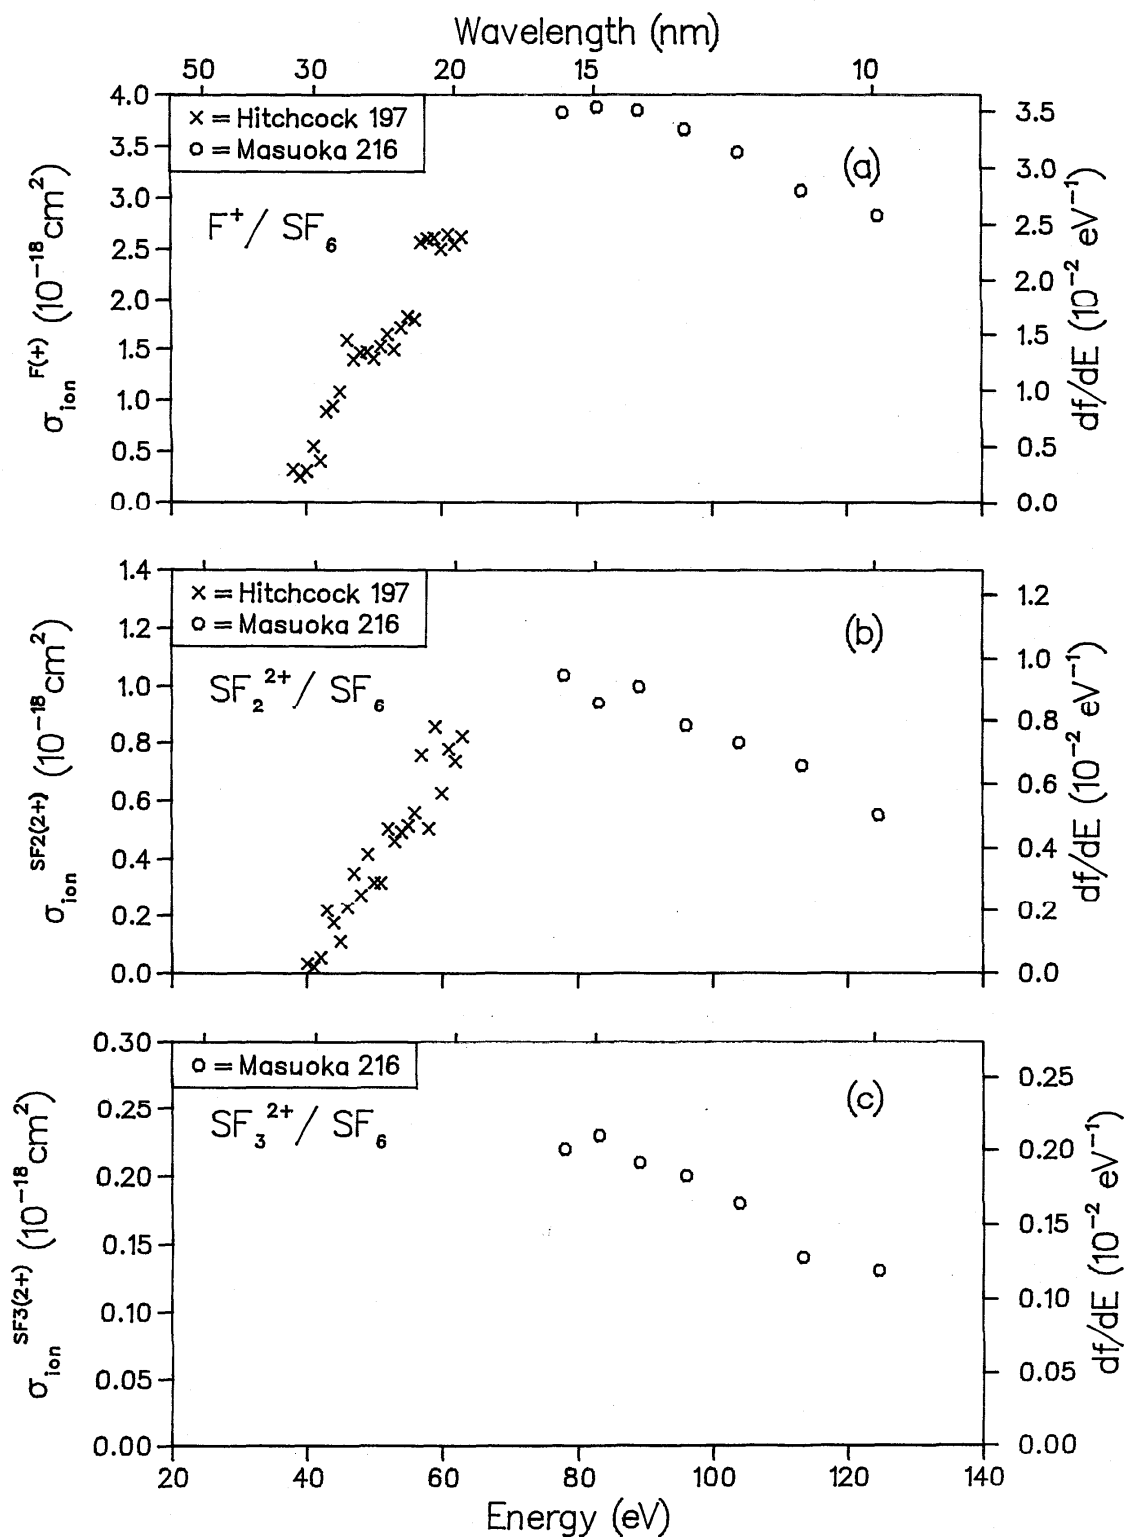 Wavelength (nm)
50 30 20 15 10
4.0
3.5
3.0
2.5
2.0
1.5
1.0
0.5
0.0
σ_ion^F(+) (10⁻¹⁸cm²)
× = Hitchcock 197
o = Masuoka 216
F⁺/ SF₆
(a)
3.5
3.0
2.5
2.0
1.5
1.0
0.5
0.0
df/dE (10⁻² eV⁻¹)
1.4
1.2
1.0
0.8
0.6
0.4
0.2
0.0
σ_ion^SF2(2+) (10⁻¹⁸cm²)
× = Hitchcock 197
o = Masuoka 216
SF₂²⁺/ SF₆
(b)
1.2
1.0
0.8
0.6
0.4
0.2
0.0
df/dE (10⁻² eV⁻¹)
0.30
0.25
0.20
0.15
0.10
0.05
0.00
σ_ion^SF3(2+) (10⁻¹⁸cm²)
o = Masuoka 216
SF₃²⁺/ SF₆
(c)
0.25
0.20
0.15
0.10
0.05
0.00
df/dE (10⁻² eV⁻¹)
20 40 60 80 100 120 140
Energy (eV)